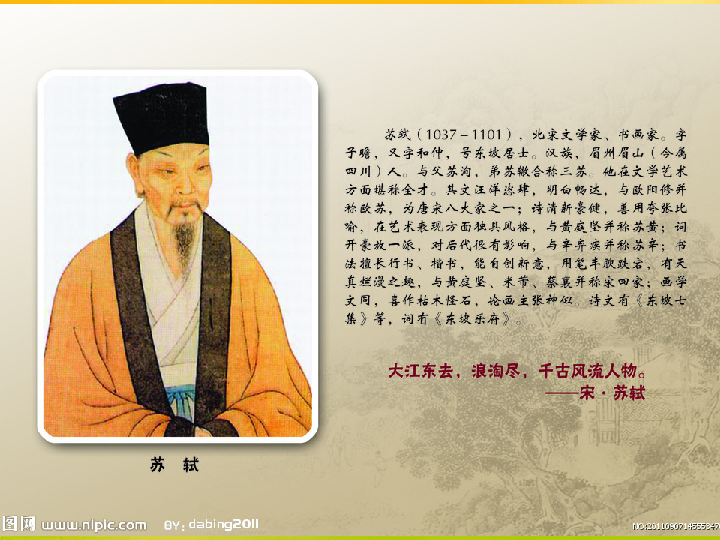 苏轼（1037－1101），北宋文学家、书画家。字
子瞻，又字和仲，号东坡居士。汉族，眉州眉山（今属
四川）人。与父苏洵，弟苏辙合称三苏。他在文学艺术
方面堪称全才。其文汪洋恣肆，明白畅达，与欧阳修并
称欧苏，为唐宋八大家之一；诗清新豪健，善用夸张比
喻，在艺术表现方面独具风格，与黄庭坚并称苏黄；词
开豪放一派，对后代很有影响，与辛弃疾并称苏辛；书
法擅长行书、楷书，能自创新意，用笔丰腴跌宕，有天
真烂漫之趣，与黄庭坚、米芾、蔡襄并称宋四家；画学
文同，喜作枯木怪石，论画主张神似。诗文有《东坡七
集》等，词有《东坡乐府》。
大江东去，浪淘尽，千古风流人物。
——宋·苏轼
苏 轼
图网 www.nipic.com BY：dabing2011